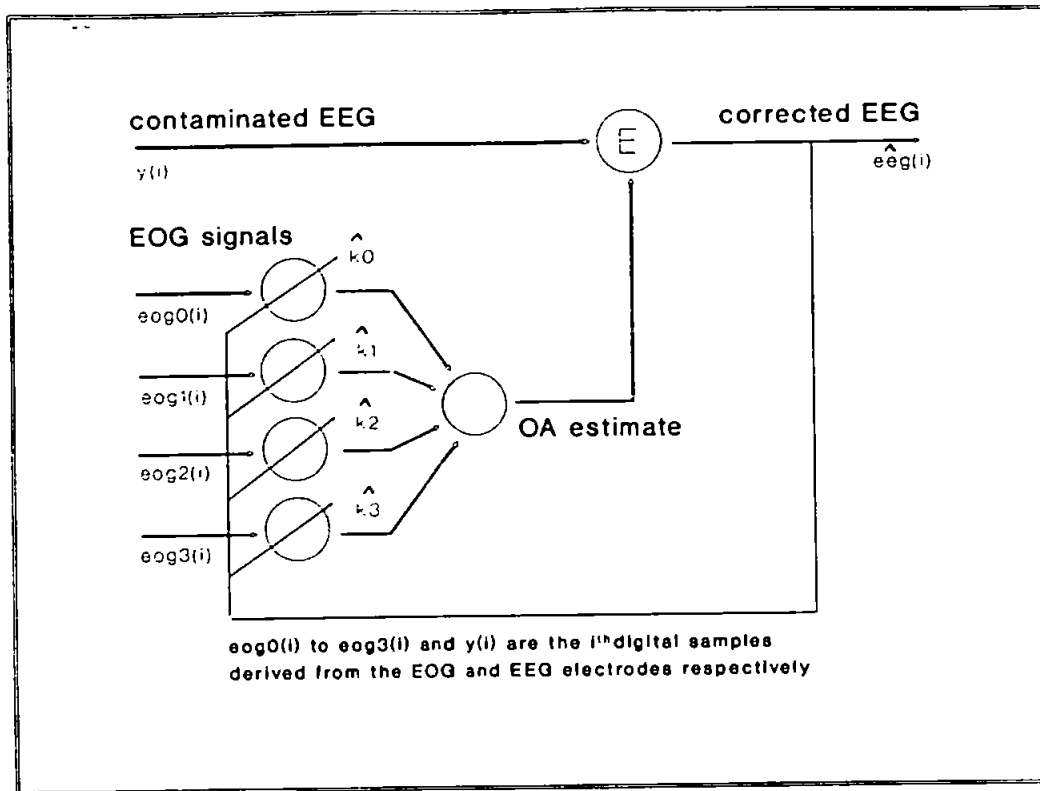 contaminated EEG
E
corrected EEG
y(i)
êeg(i)
EOG signals
k̂0
eog0(i)
k̂1
eog1(i)
k̂2
OA estimate
eog2(i)
k̂3
eog3(i)
eog0(i) to eog3(i) and y(i) are the iᵗʰ digital samples
derived from the EOG and EEG electrodes respectively